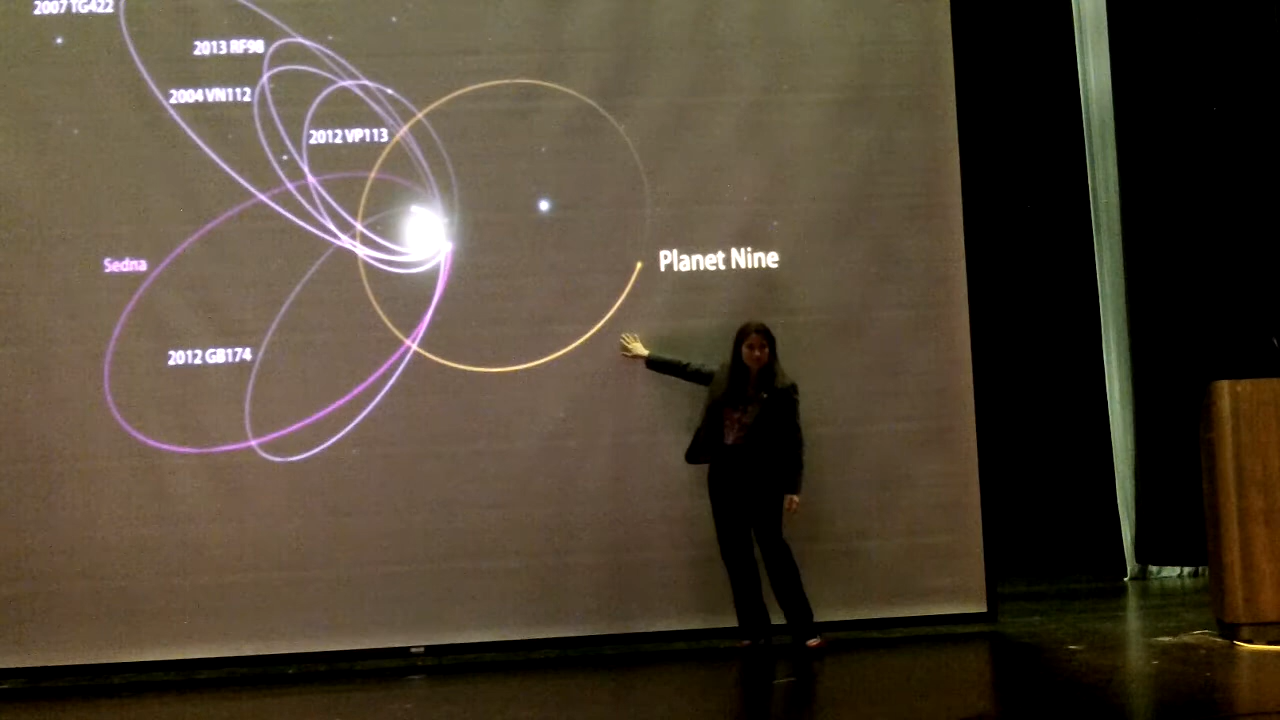 2007 TG422
2013 RF98
2004 VN112
2012 VP113
Planet Nine
Sedna
2012 GB174